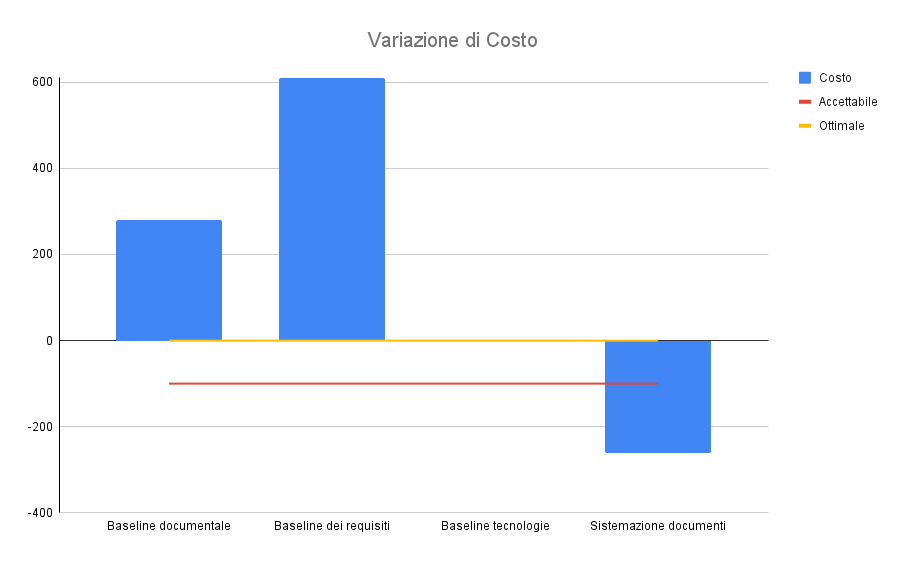 Variazione di Costo
600
400
200
0
-200
-400
Baseline documentale
Baseline dei requisiti
Baseline tecnologie
Sistemazione documenti
Costo
Accettabile
Ottimale